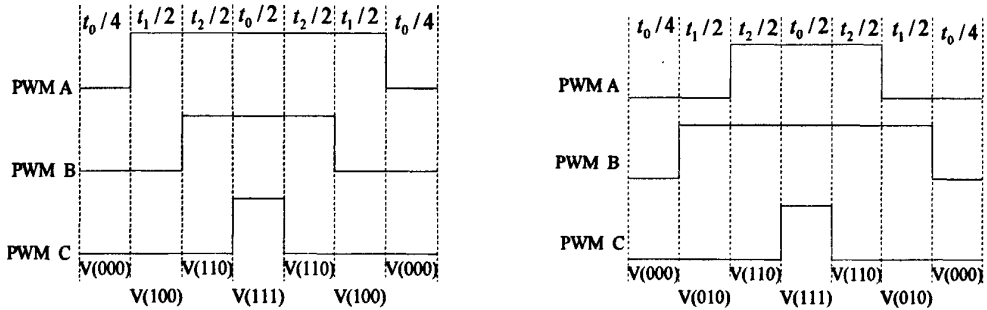 t₀/4 t₁/2 t₂/2 t₀/2 t₂/2 t₁/2 t₀/4
PWM A
PWM B
PWM C
V(000) V(110) V(110) V(000)
V(100) V(111) V(100)
t₀/4 t₁/2 t₂/2 t₀/2 t₂/2 t₁/2 t₀/4
PWM A
PWM B
PWM C
V(000) V(110) V(110) V(000)
V(010) V(111) V(010)